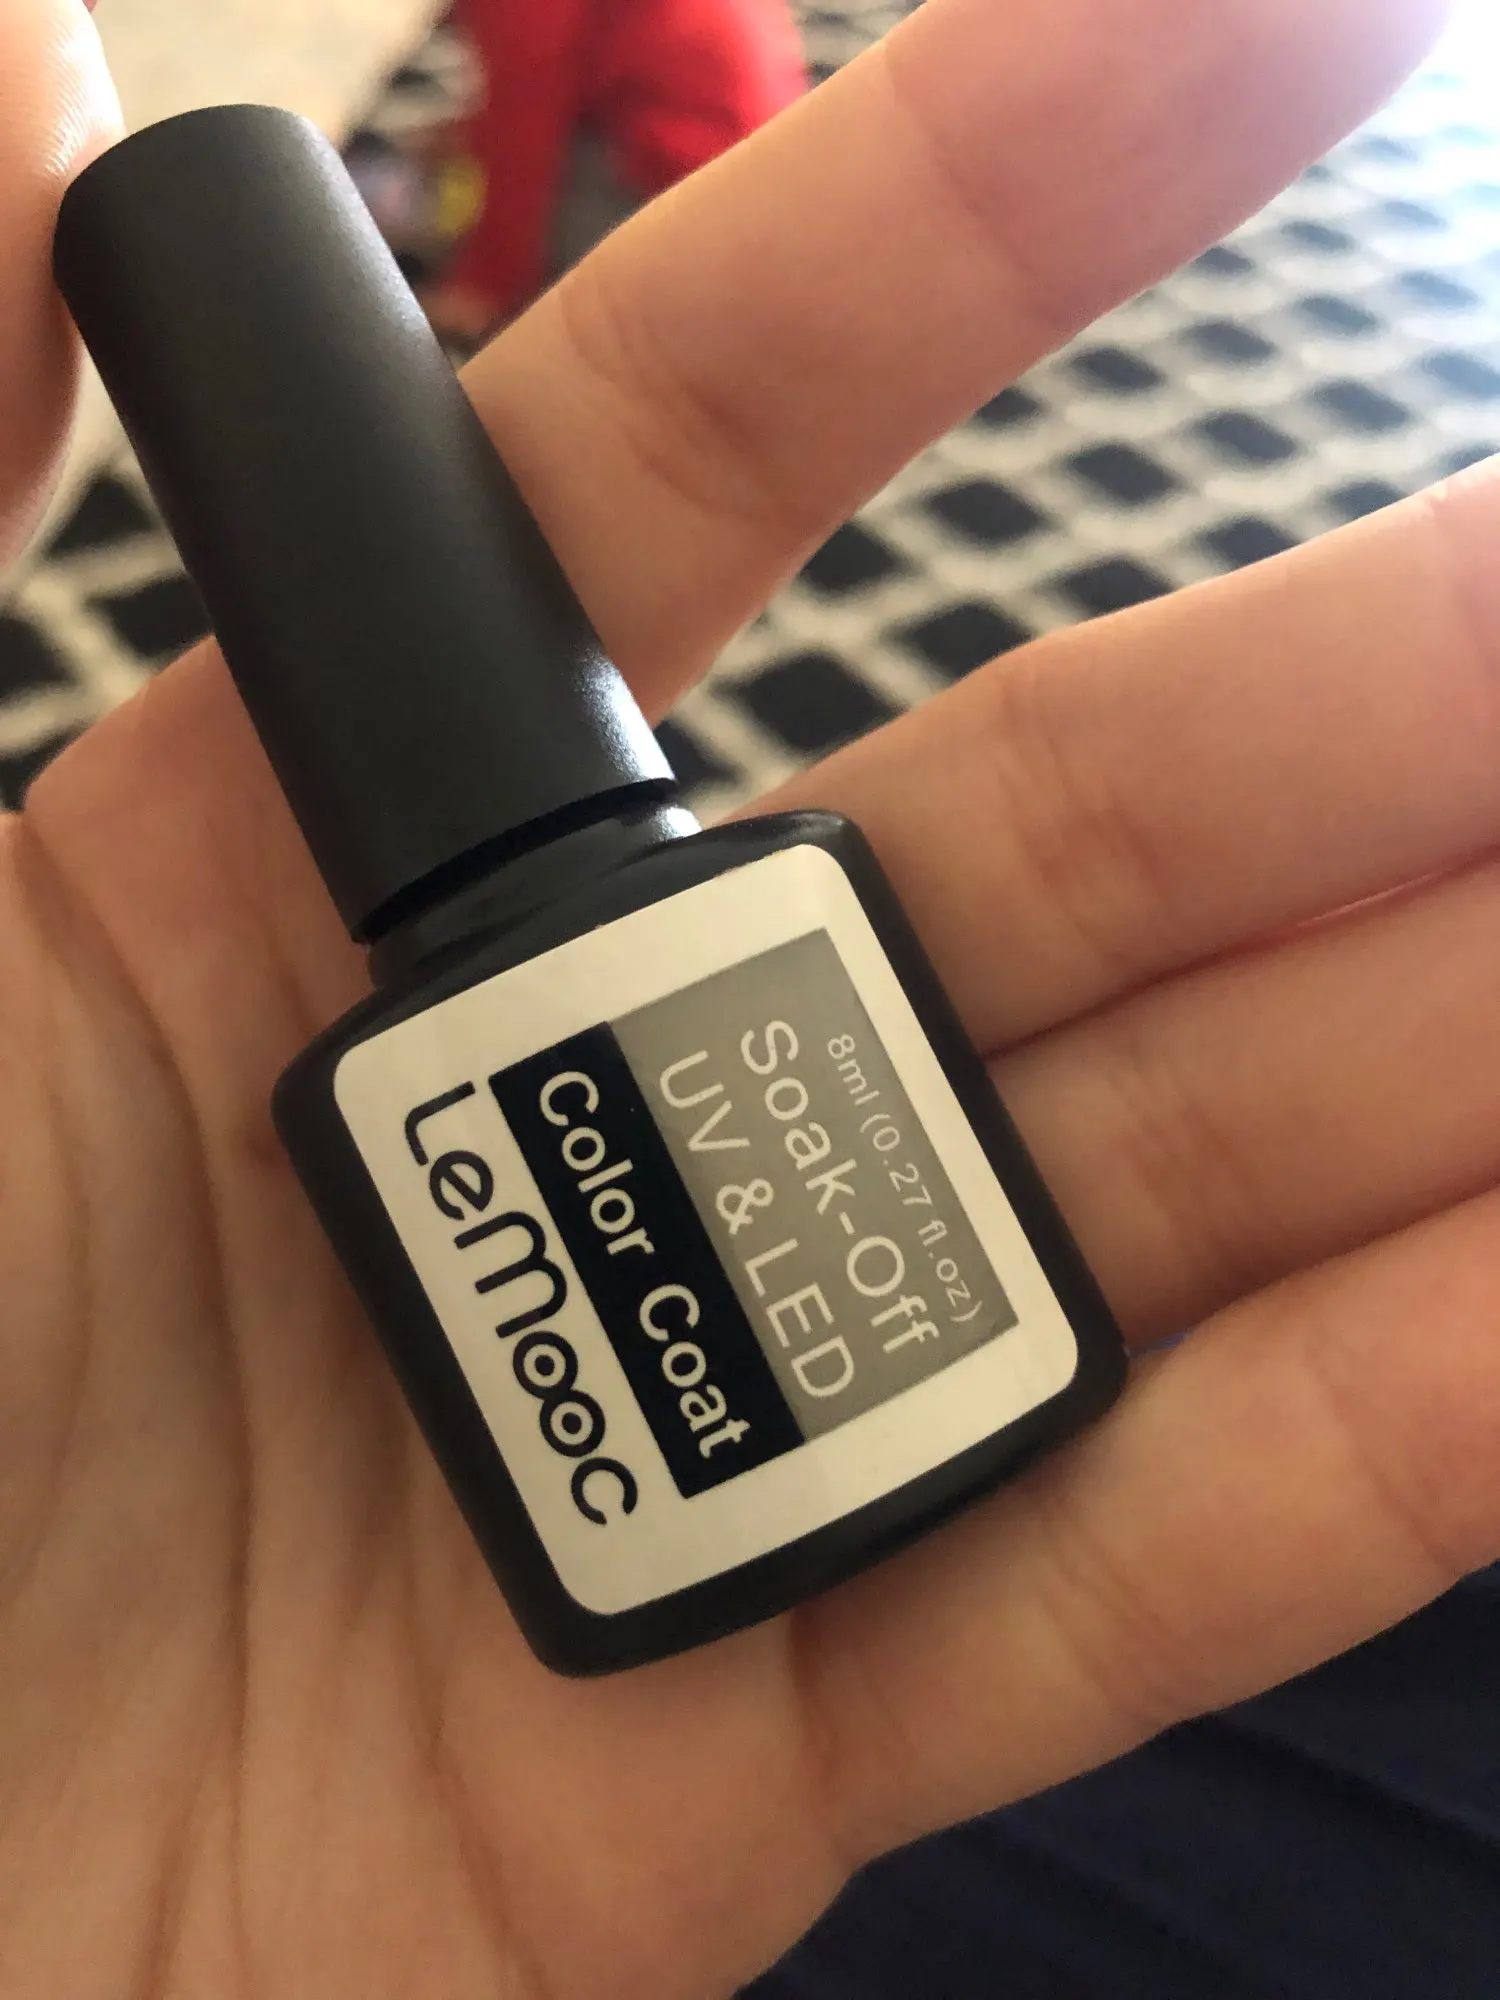 LEMOOC
Color Coat
UV & LED
Soak-Off
8ml (0.27 fl.oz)